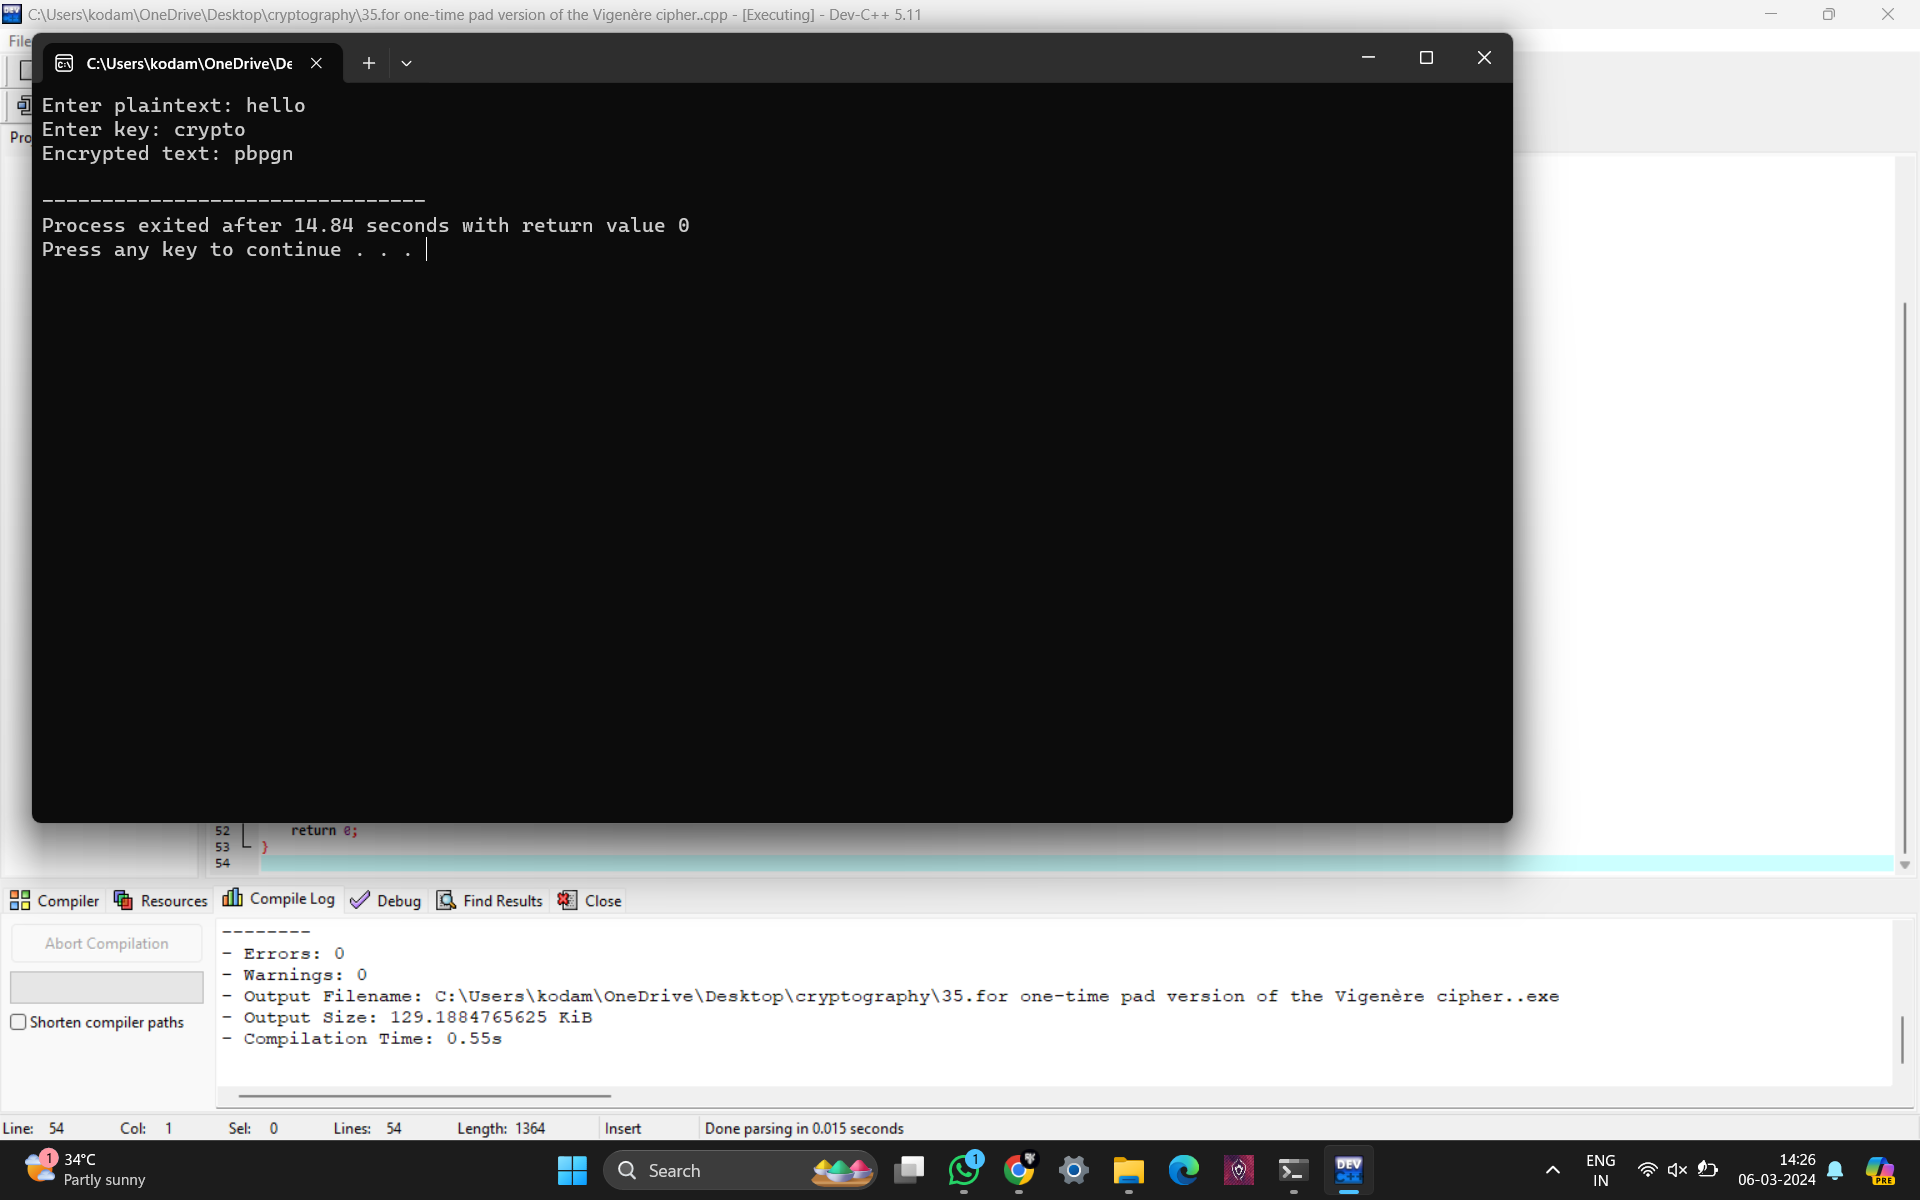 C:\Users\kodam\OneDrive\Desktop\cryptography\35.for one-time pad version of the Vigenère cipher..cpp - [Executing] - Dev-C++ 5.11
File
C:\Users\kodam\OneDrive\De
Enter plaintext: hello
Enter key: crypto
Encrypted text: pbpgn
--------------------------------
Process exited after 14.84 seconds with return value 0
Press any key to continue . . .
52 return 0;
53 }
54
Compiler Resources Compile Log Debug Find Results Close
Abort Compilation
Shorten compiler paths
--------
- Errors: 0
- Warnings: 0
- Output Filename: C:\Users\kodam\OneDrive\Desktop\cryptography\35.for one-time pad version of the Vigenère cipher..exe
- Output Size: 129.1884765625 KiB
- Compilation Time: 0.55s
Line: 54 Col: 1 Sel: 0 Lines: 54 Length: 1364 Insert Done parsing in 0.015 seconds
1
34°C
Partly sunny
Search
1
DEV
ENG
IN
14:26
06-03-2024
PRE